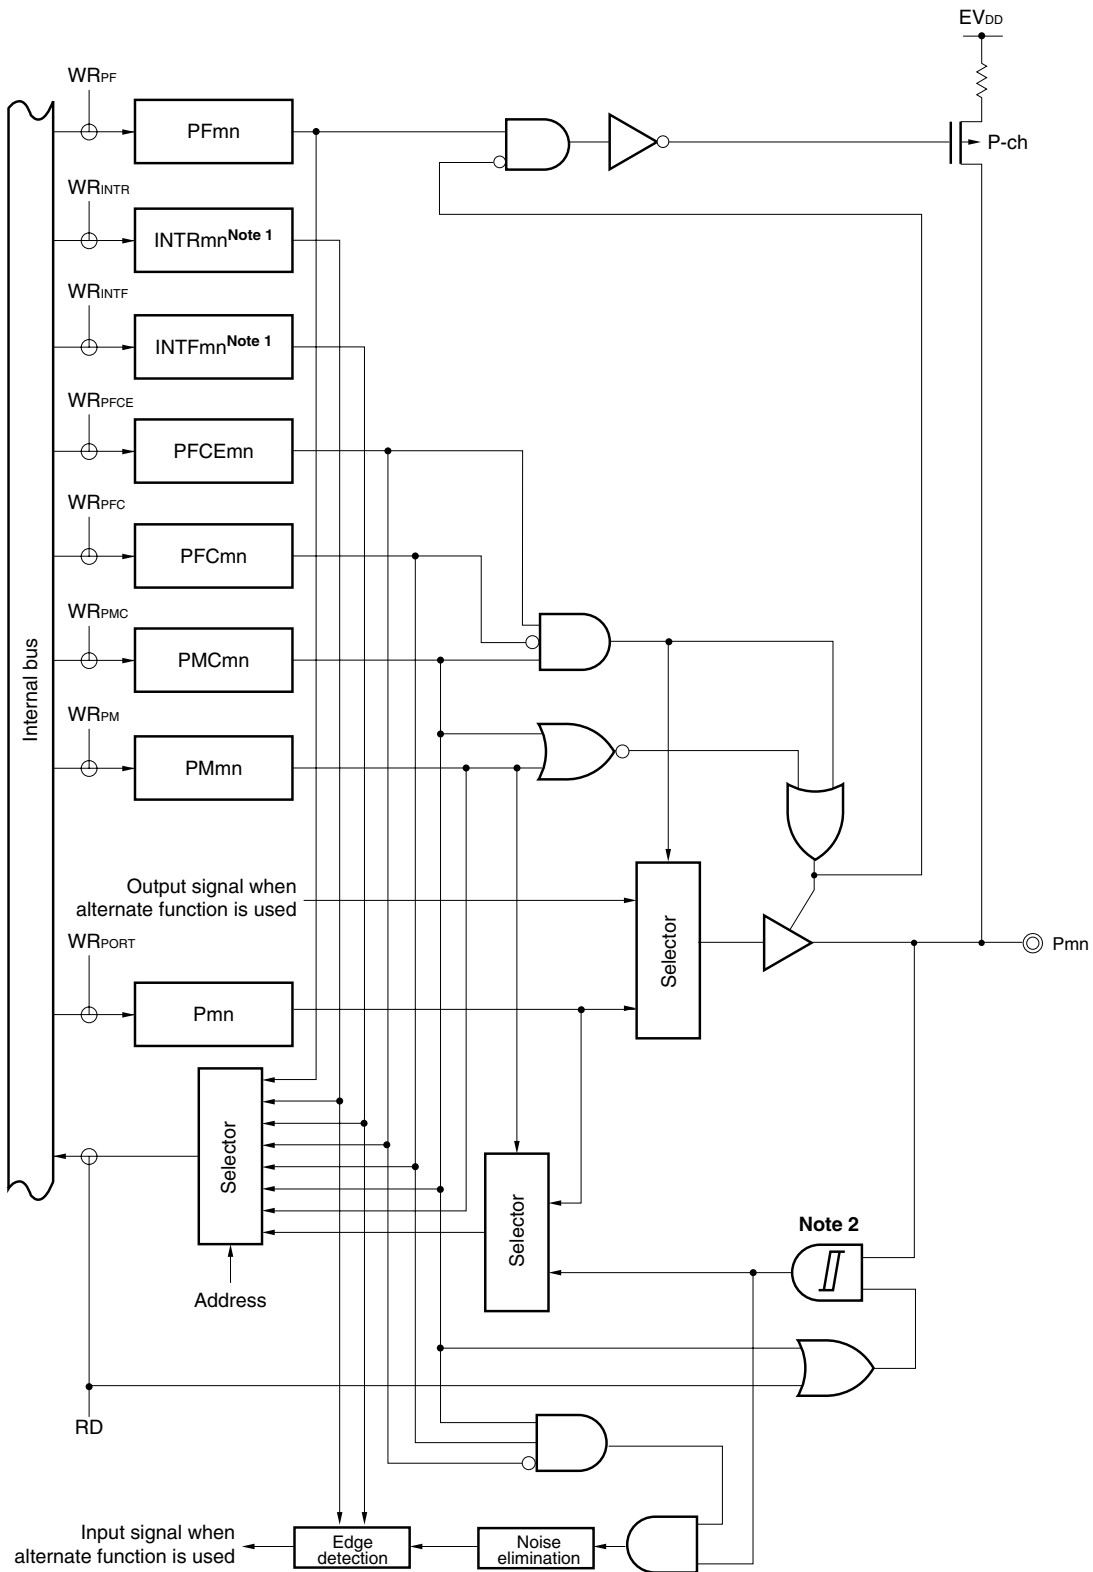 EVDD
WRPF
PFmn
P-ch
WRINTR
INTRmnNote 1
WRINTF
INTFmnNote 1
WRPFCE
PFCEmn
WRPFC
PFCmn
WRPMC
PMCmn
Internal bus
WRPM
PMmn
Output signal when
alternate function is used
Selector
Pmn
WRPORT
Pmn
Selector
Selector
Note 2
Address
RD
Input signal when
alternate function is used
Edge
detection
Noise
elimination